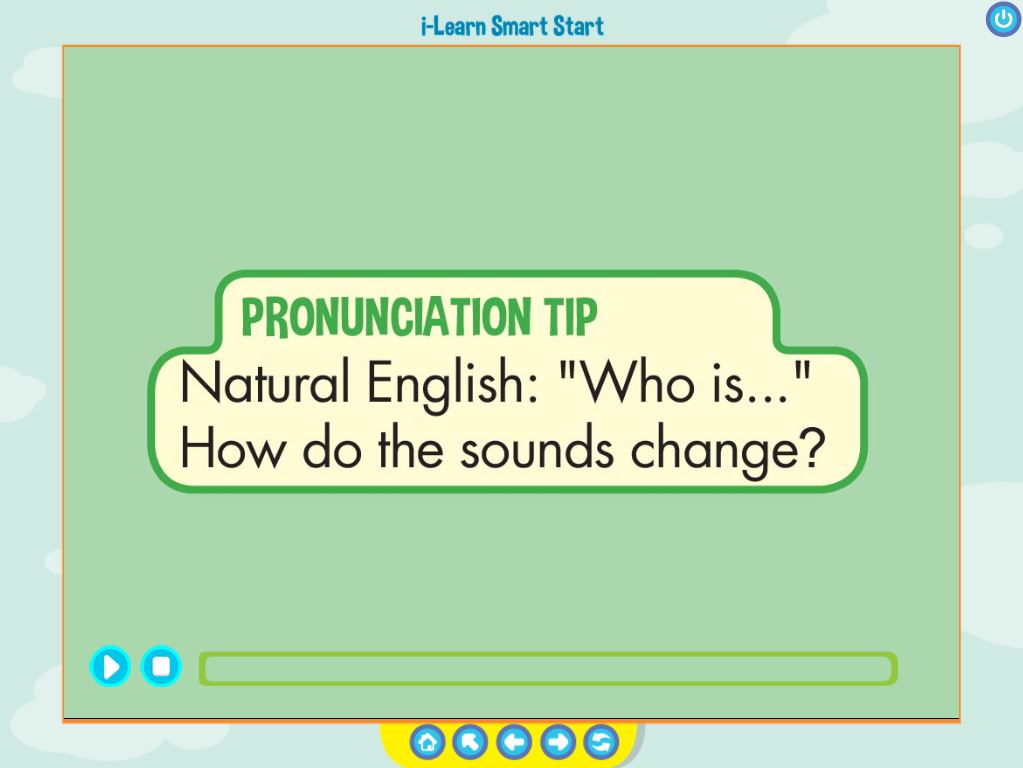 i-Learn Smart Start
PRONUNCIATION TIP
Natural English: "Who is..."
How do the sounds change?